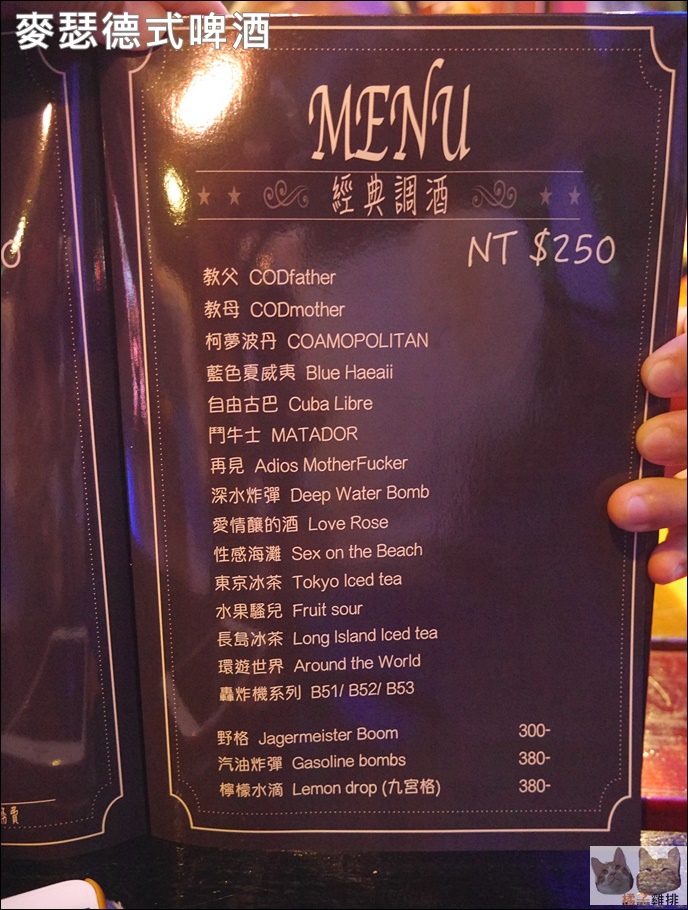 麥瑟德式啤酒
MENU
經典調酒
NT $250
教父 CODfather
教母 CODmother
柯夢波丹 COAMOPOLITAN
藍色夏威夷 Blue Haeaii
自由古巴 Cuba Libre
鬥牛士 MATADOR
再見 Adios MotherFucker
深水炸彈 Deep Water Bomb
愛情釀的酒 Love Rose
性感海灘 Sex on the Beach
東京冰茶 Tokyo Iced tea
水果騷兒 Fruit sour
長島冰茶 Long Island Iced tea
環遊世界 Around the World
轟炸機系列 B51/ B52/ B53
野格 Jagermeister Boom 300-
汽油炸彈 Gasoline bombs 380-
檸檬水滴 Lemon drop (九宮格) 380-
雞排